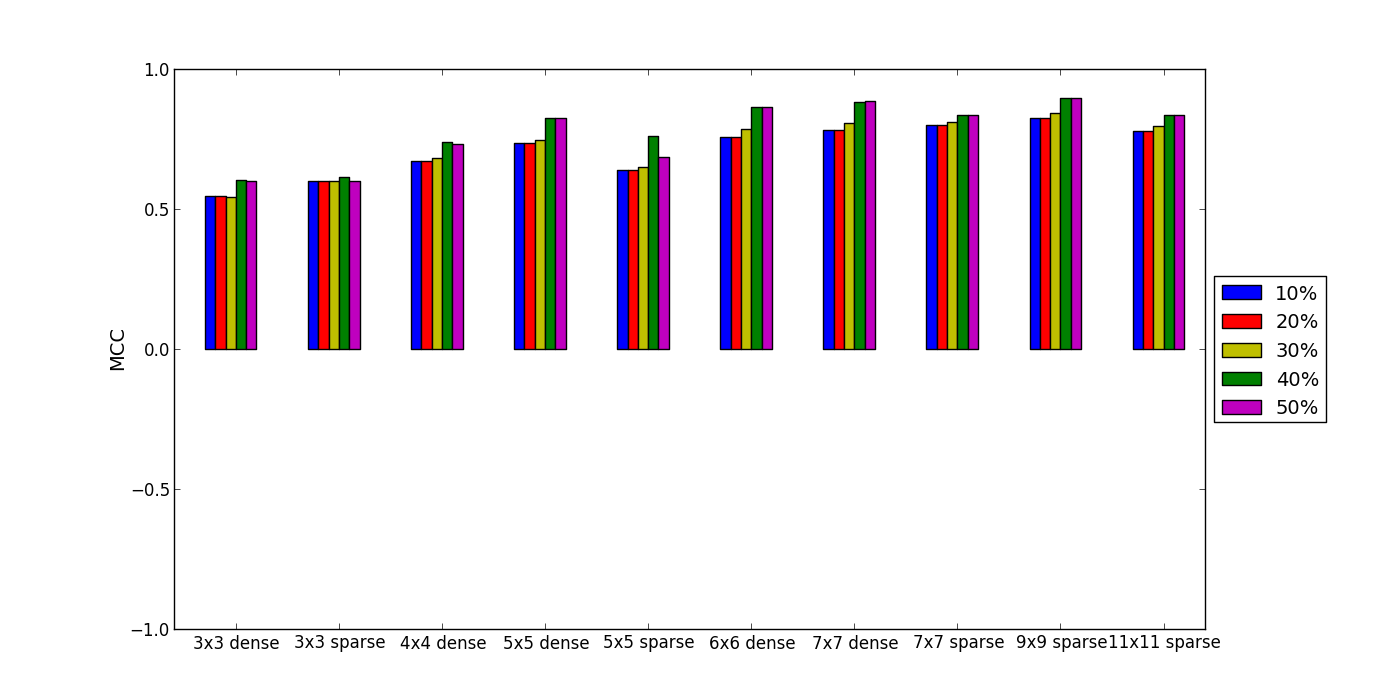 1.0
0.5
0.0
−0.5
−1.0
MCC
3x3 dense
3x3 sparse
4x4 dense
5x5 dense
5x5 sparse
6x6 dense
7x7 dense
7x7 sparse
9x9 sparse
11x11 sparse
10%
20%
30%
40%
50%